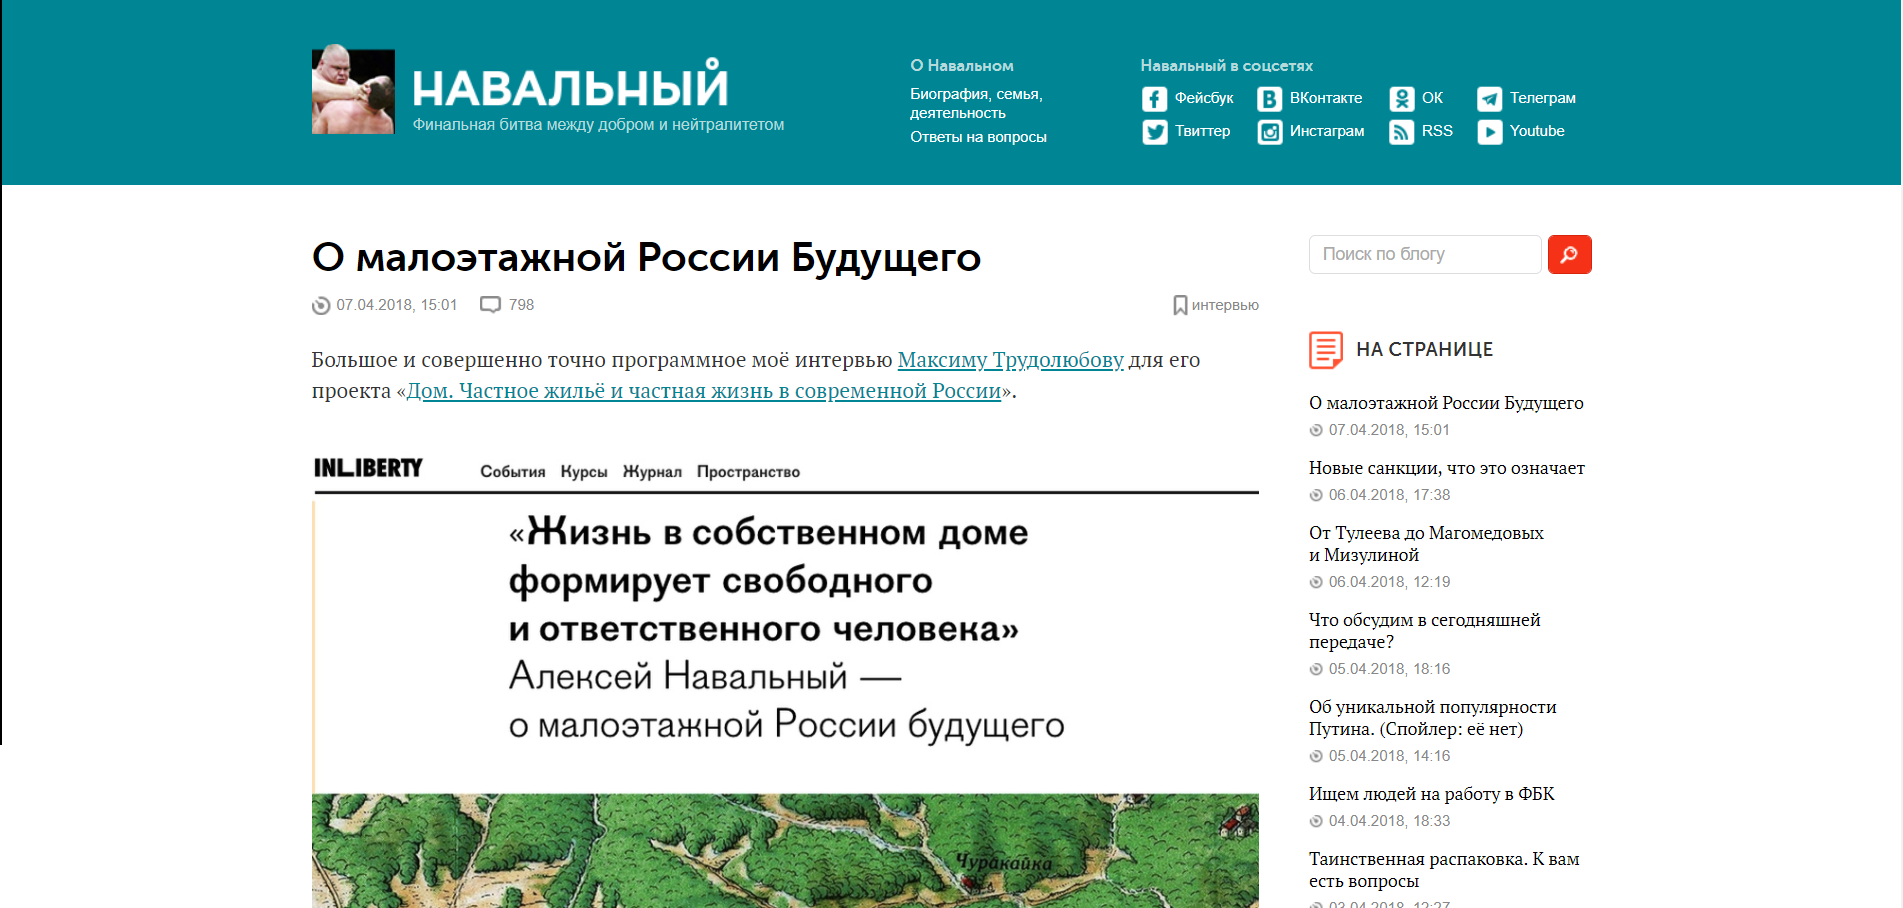 НАВАЛЬНЫЙ
Финальная битва между добром и нейтралитетом
О Навальном
Биография, семья,
деятельность
Ответы на вопросы
Навальный в соцсетях
Фейсбук
ВКонтакте
ОК
Телеграм
Твиттер
Инстаграм
RSS
Youtube
О малоэтажной России Будущего
07.04.2018, 15:01
798
интервью
Большое и совершенно точно программное моё интервью Максиму Трудолюбову для его
проекта «Дом. Частное жильё и частная жизнь в современной России».
INLIBERTY
События Курсы Журнал Пространство
«Жизнь в собственном доме
формирует свободного
и ответственного человека»
Алексей Навальный —
о малоэтажной России будущего
Чуракайка
Поиск по блогу
НА СТРАНИЦЕ
О малоэтажной России Будущего
07.04.2018, 15:01
Новые санкции, что это означает
06.04.2018, 17:38
От Тулеева до Магомедовых
и Мизулиной
06.04.2018, 12:19
Что обсудим в сегодняшней
передаче?
05.04.2018, 18:16
Об уникальной популярности
Путина. (Спойлер: её нет)
05.04.2018, 14:16
Ищем людей на работу в ФБК
04.04.2018, 18:33
Таинственная распаковка. К вам
есть вопросы
03.04.2018, 12:27